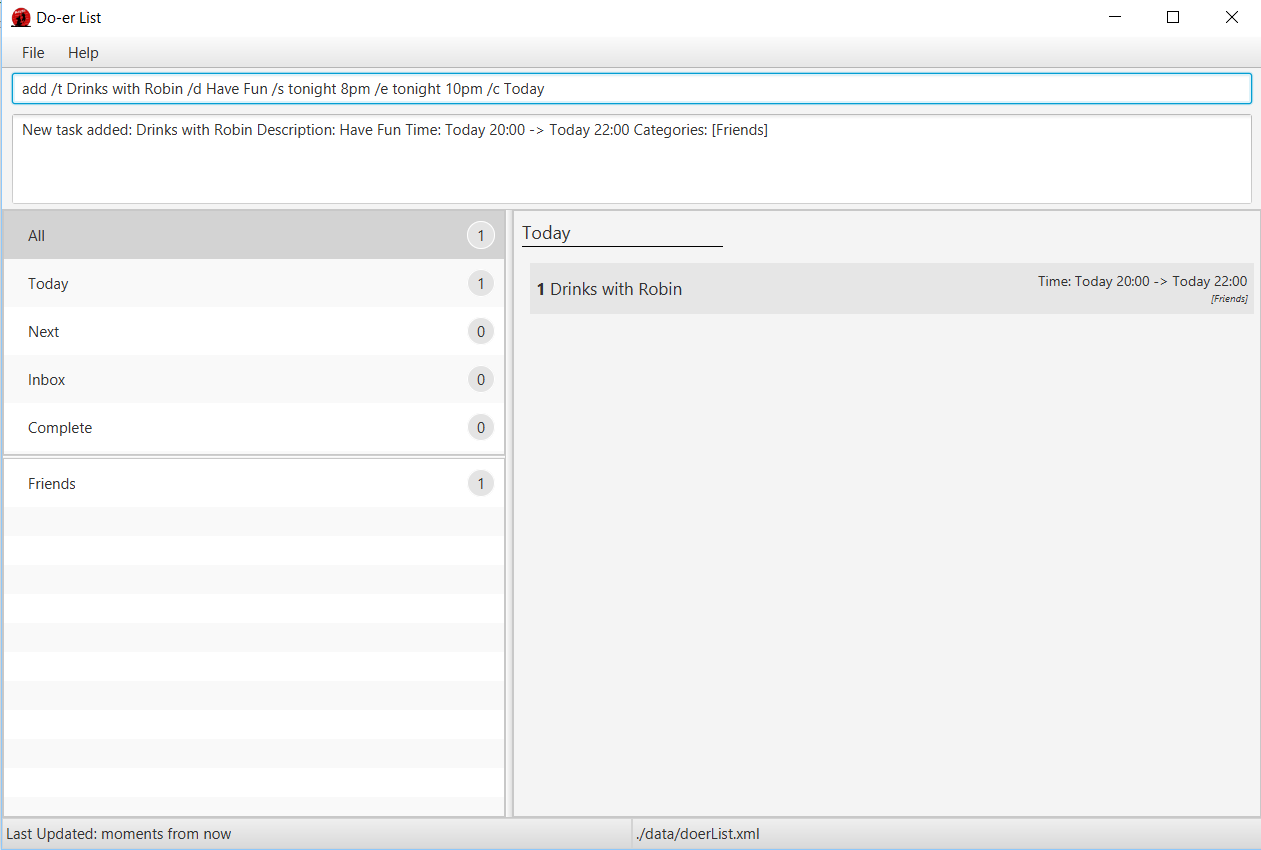 Do-er List
File Help
add /t Drinks with Robin /d Have Fun /s tonight 8pm /e tonight 10pm /c Today
New task added: Drinks with Robin Description: Have Fun Time: Today 20:00 -> Today 22:00 Categories: [Friends]
All 1
Today 1
Next 0
Inbox 0
Complete 0
Friends 1
Today
1 Drinks with Robin
Time: Today 20:00 -> Today 22:00
[Friends]
Last Updated: moments from now
./data/doerList.xml